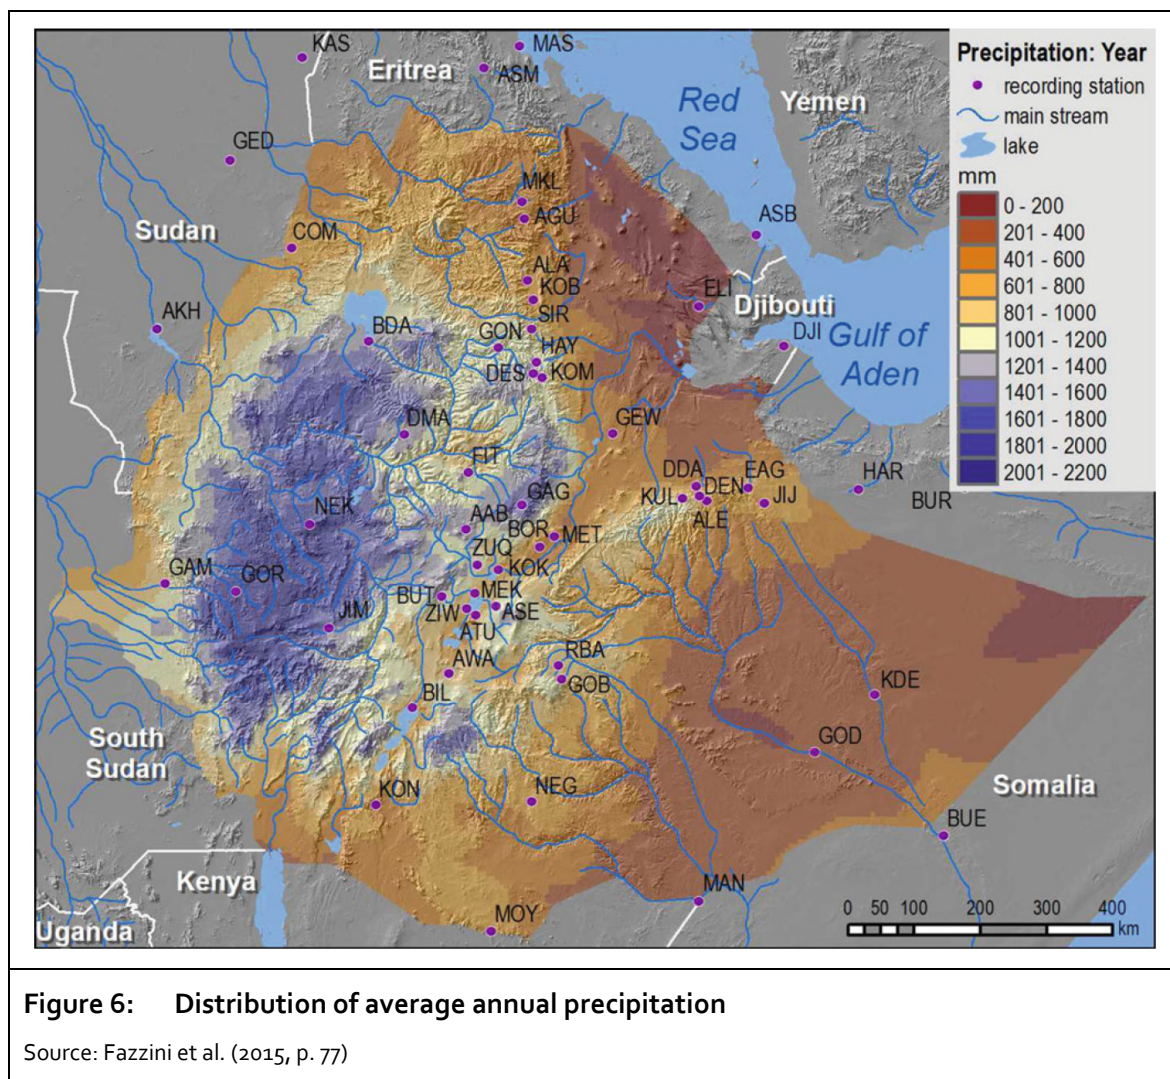 KAS
MAS
Eritrea
ASM
Red
Sea
Yemen
GED
MKL
AGU
Sudan
COM
ASB
ALA
KOB
ELI
AKH
BDA
GON
SIR
Djibouti
HAY
DJI
DES
KOM
Gulf of
Aden
DMA
GEW
FIT
DDA
EAG
HAR
KUL
DEN
JIJ
BUR
ALE
NEK
GAG
AAB
BOR
MET
ZUQ
KOK
GAM
GOR
BUT
MEK
ZIW
ASE
JIM
ATU
AWA
RBA
GOB
BIL
KDE
South
Sudan
GOD
KON
NEG
Somalia
BUE
Kenya
MAN
MOY
Uganda
Precipitation: Year
recording station
main stream
lake
mm
0 - 200
201 - 400
401 - 600
601 - 800
801 - 1000
1001 - 1200
1201 - 1400
1401 - 1600
1601 - 1800
1801 - 2000
2001 - 2200
0 50 100 200 300 400
km
Figure 6: Distribution of average annual precipitation
Source: Fazzini et al. (2015, p. 77)